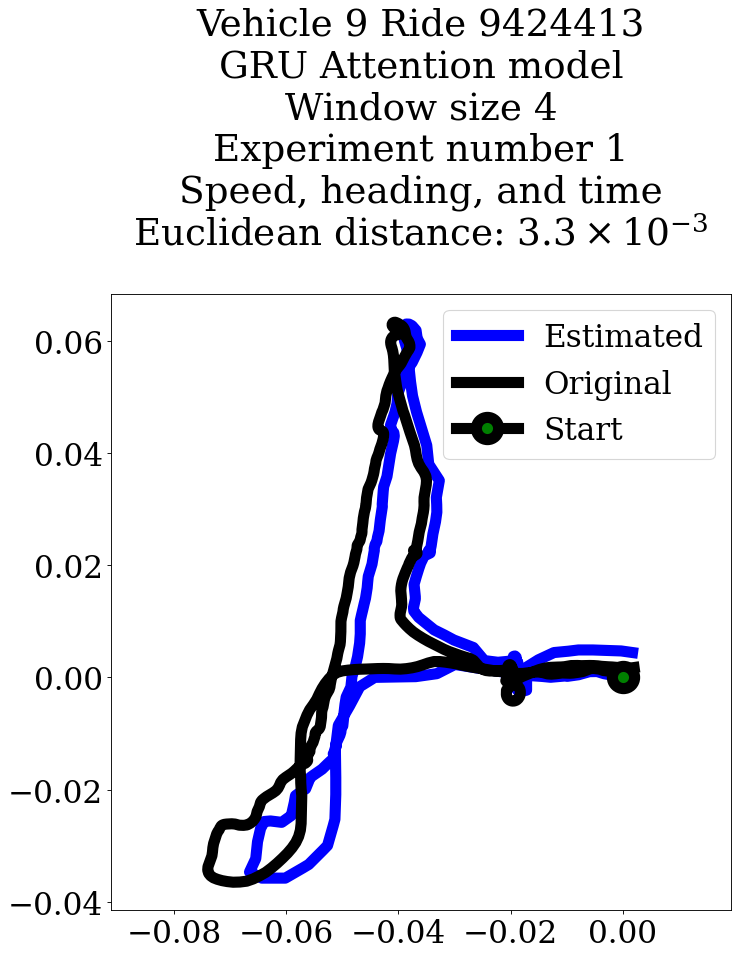 Vehicle 9 Ride 9424413
GRU Attention model
Window size 4
Experiment number 1
Speed, heading, and time
Euclidean distance: 3.3 × 10⁻³
Estimated
Original
Start
0.06
0.04
0.02
0.00
−0.02
−0.04
−0.08 −0.06 −0.04 −0.02 0.00